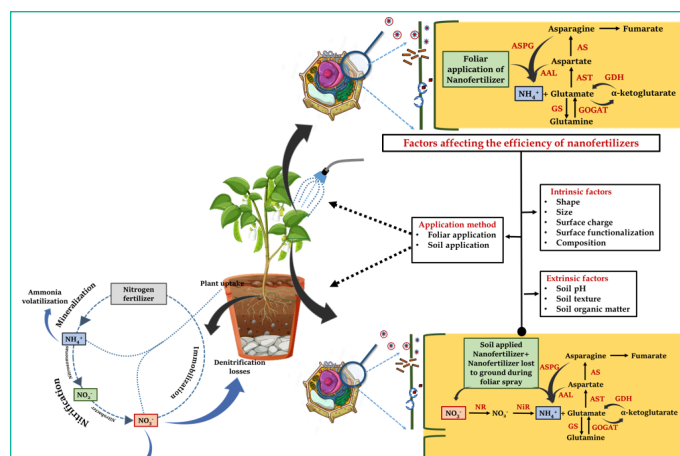 Asparagine
Fumarate
ASPG
AS
Foliar
application of
Nanofertilizer
Aspartate
AAL
AST
GDH
NH₄⁺
+ Glutamate
α-ketoglutarate
GS
GOGAT
Glutamine
Factors affecting the efficiency of nanofertilizers
Intrinsic factors
• Shape
• Size
• Surface charge
• Surface functionalization
• Composition
Application method
• Foliar application
• Soil application
Extrinsic factors
• Soil pH
• Soil texture
• Soil organic matter
Ammonia
volatilization
Mineralization
Nitrogen
fertilizer
Plant uptake
NH₄⁺
Nitrosomonas
Immobilization
Nitrification
NO₂⁻
Nitrobacter
NO₃⁻
Denitrification
losses
Soil applied
Nanofertilizer+
Nanofertilizer lost
to ground during
foliar spray
Asparagine
Fumarate
ASPG
AS
Aspartate
AAL
AST
GDH
NR
NiR
NH₄⁺
+ Glutamate
α-ketoglutarate
GS
GOGAT
Glutamine